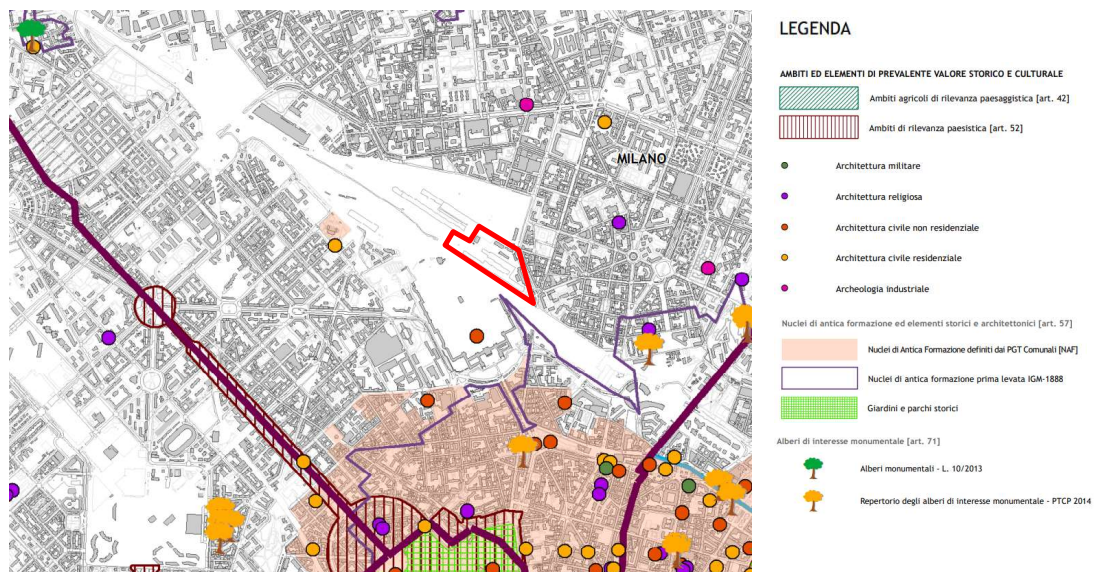 MILANO
LEGENDA
AMBITI ED ELEMENTI DI PREVALENTE VALORE STORICO E CULTURALE
Ambiti agricoli di rilevanza paesaggistica [art. 42]
Ambiti di rilevanza paesistica [art. 52]
Architettura militare
Architettura religiosa
Architettura civile non residenziale
Architettura civile residenziale
Archeologia industriale
Nuclei di antica formazione ed elementi storici e architettonici [art. 57]
Nuclei di Antica Formazione definiti dai PGT Comunali [NAF]
Nuclei di antica formazione prima levata IGM-1888
Giardini e parchi storici
Alberi di interesse monumentale [art. 71]
Alberi monumentali - L. 10/2013
Repertorio degli alberi di interesse monumentale - PTCP 2014